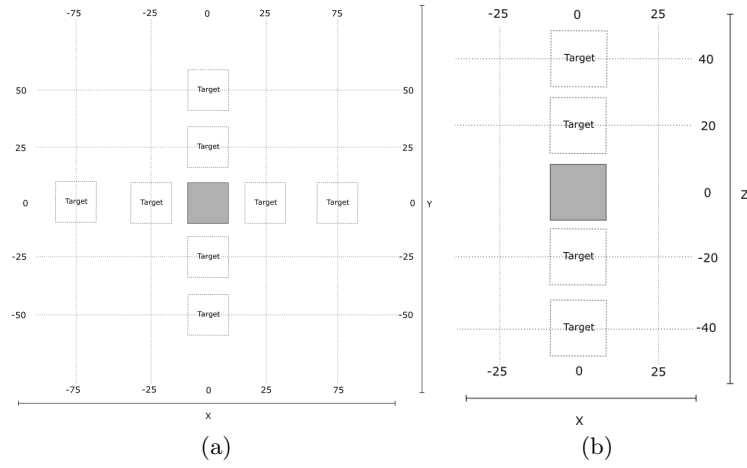 -75 -25 0 25 75
50 Target 50
25 Target 25
0 Target Target Target Target 0 Y
-25 Target -25
-50 Target -50
-75 -25 0 25 75
X
(a)
-25 0 25
Target 40
Target 20
0 Z
Target -20
Target -40
-25 0 25
X
(b)